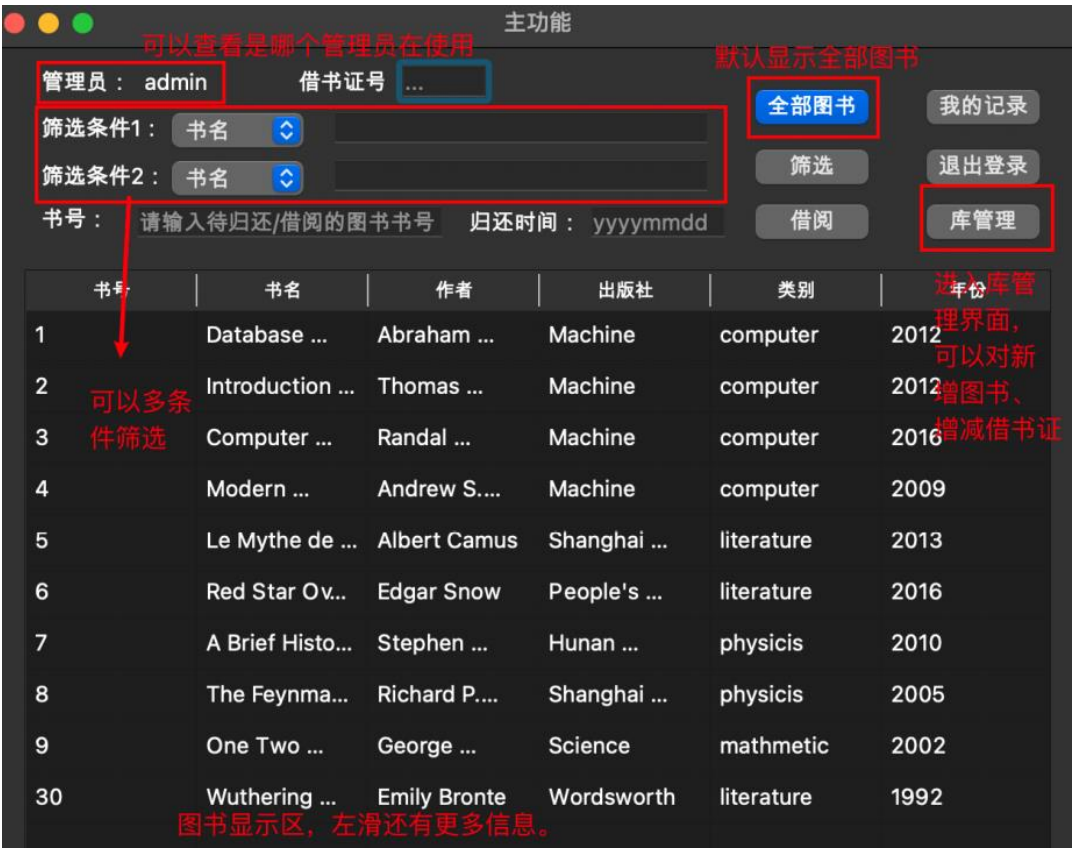 主功能
可以查看是哪个管理员在使用
默认显示全部图书
管理员： admin 借书证号 ... 全部图书 我的记录
筛选条件1： 书名
筛选条件2： 书名 筛选 退出登录
书号： 请输入待归还/借阅的图书书号 归还时间： yyyymmdd 借阅 库管理
书号 书名 作者 出版社 类别 年份
1 Database ... Abraham ... Machine computer 2012
2 Introduction ... Thomas ... Machine computer 2012
3 Computer ... Randal ... Machine computer 2016
4 Modern ... Andrew S.... Machine computer 2009
5 Le Mythe de ... Albert Camus Shanghai ... literature 2013
6 Red Star Ov... Edgar Snow People's ... literature 2016
7 A Brief Histo... Stephen ... Hunan ... physicis 2010
8 The Feynma... Richard P.... Shanghai ... physicis 2005
9 One Two ... George ... Science mathmetic 2002
30 Wuthering ... Emily Bronte Wordsworth literature 1992
可以多条
件筛选
进入库管
理界面，
可以对新
增图书、
增减借书证
图书显示区，左滑还有更多信息。